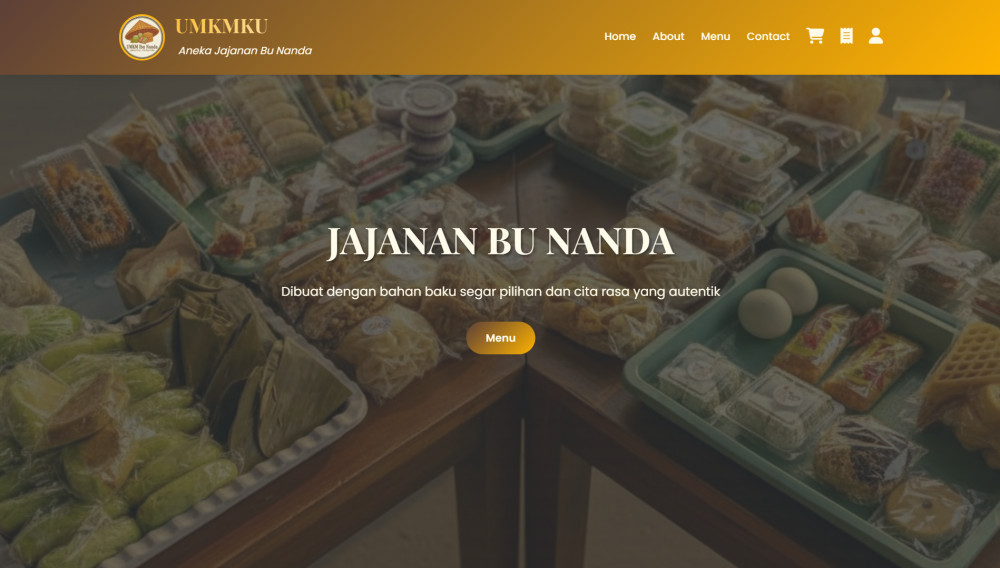 UMKMKU
Aneka Jajanan Bu Nanda
Home About Menu Contact
JAJANAN BU NANDA
Dibuat dengan bahan baku segar pilihan dan cita rasa yang autentik
Menu